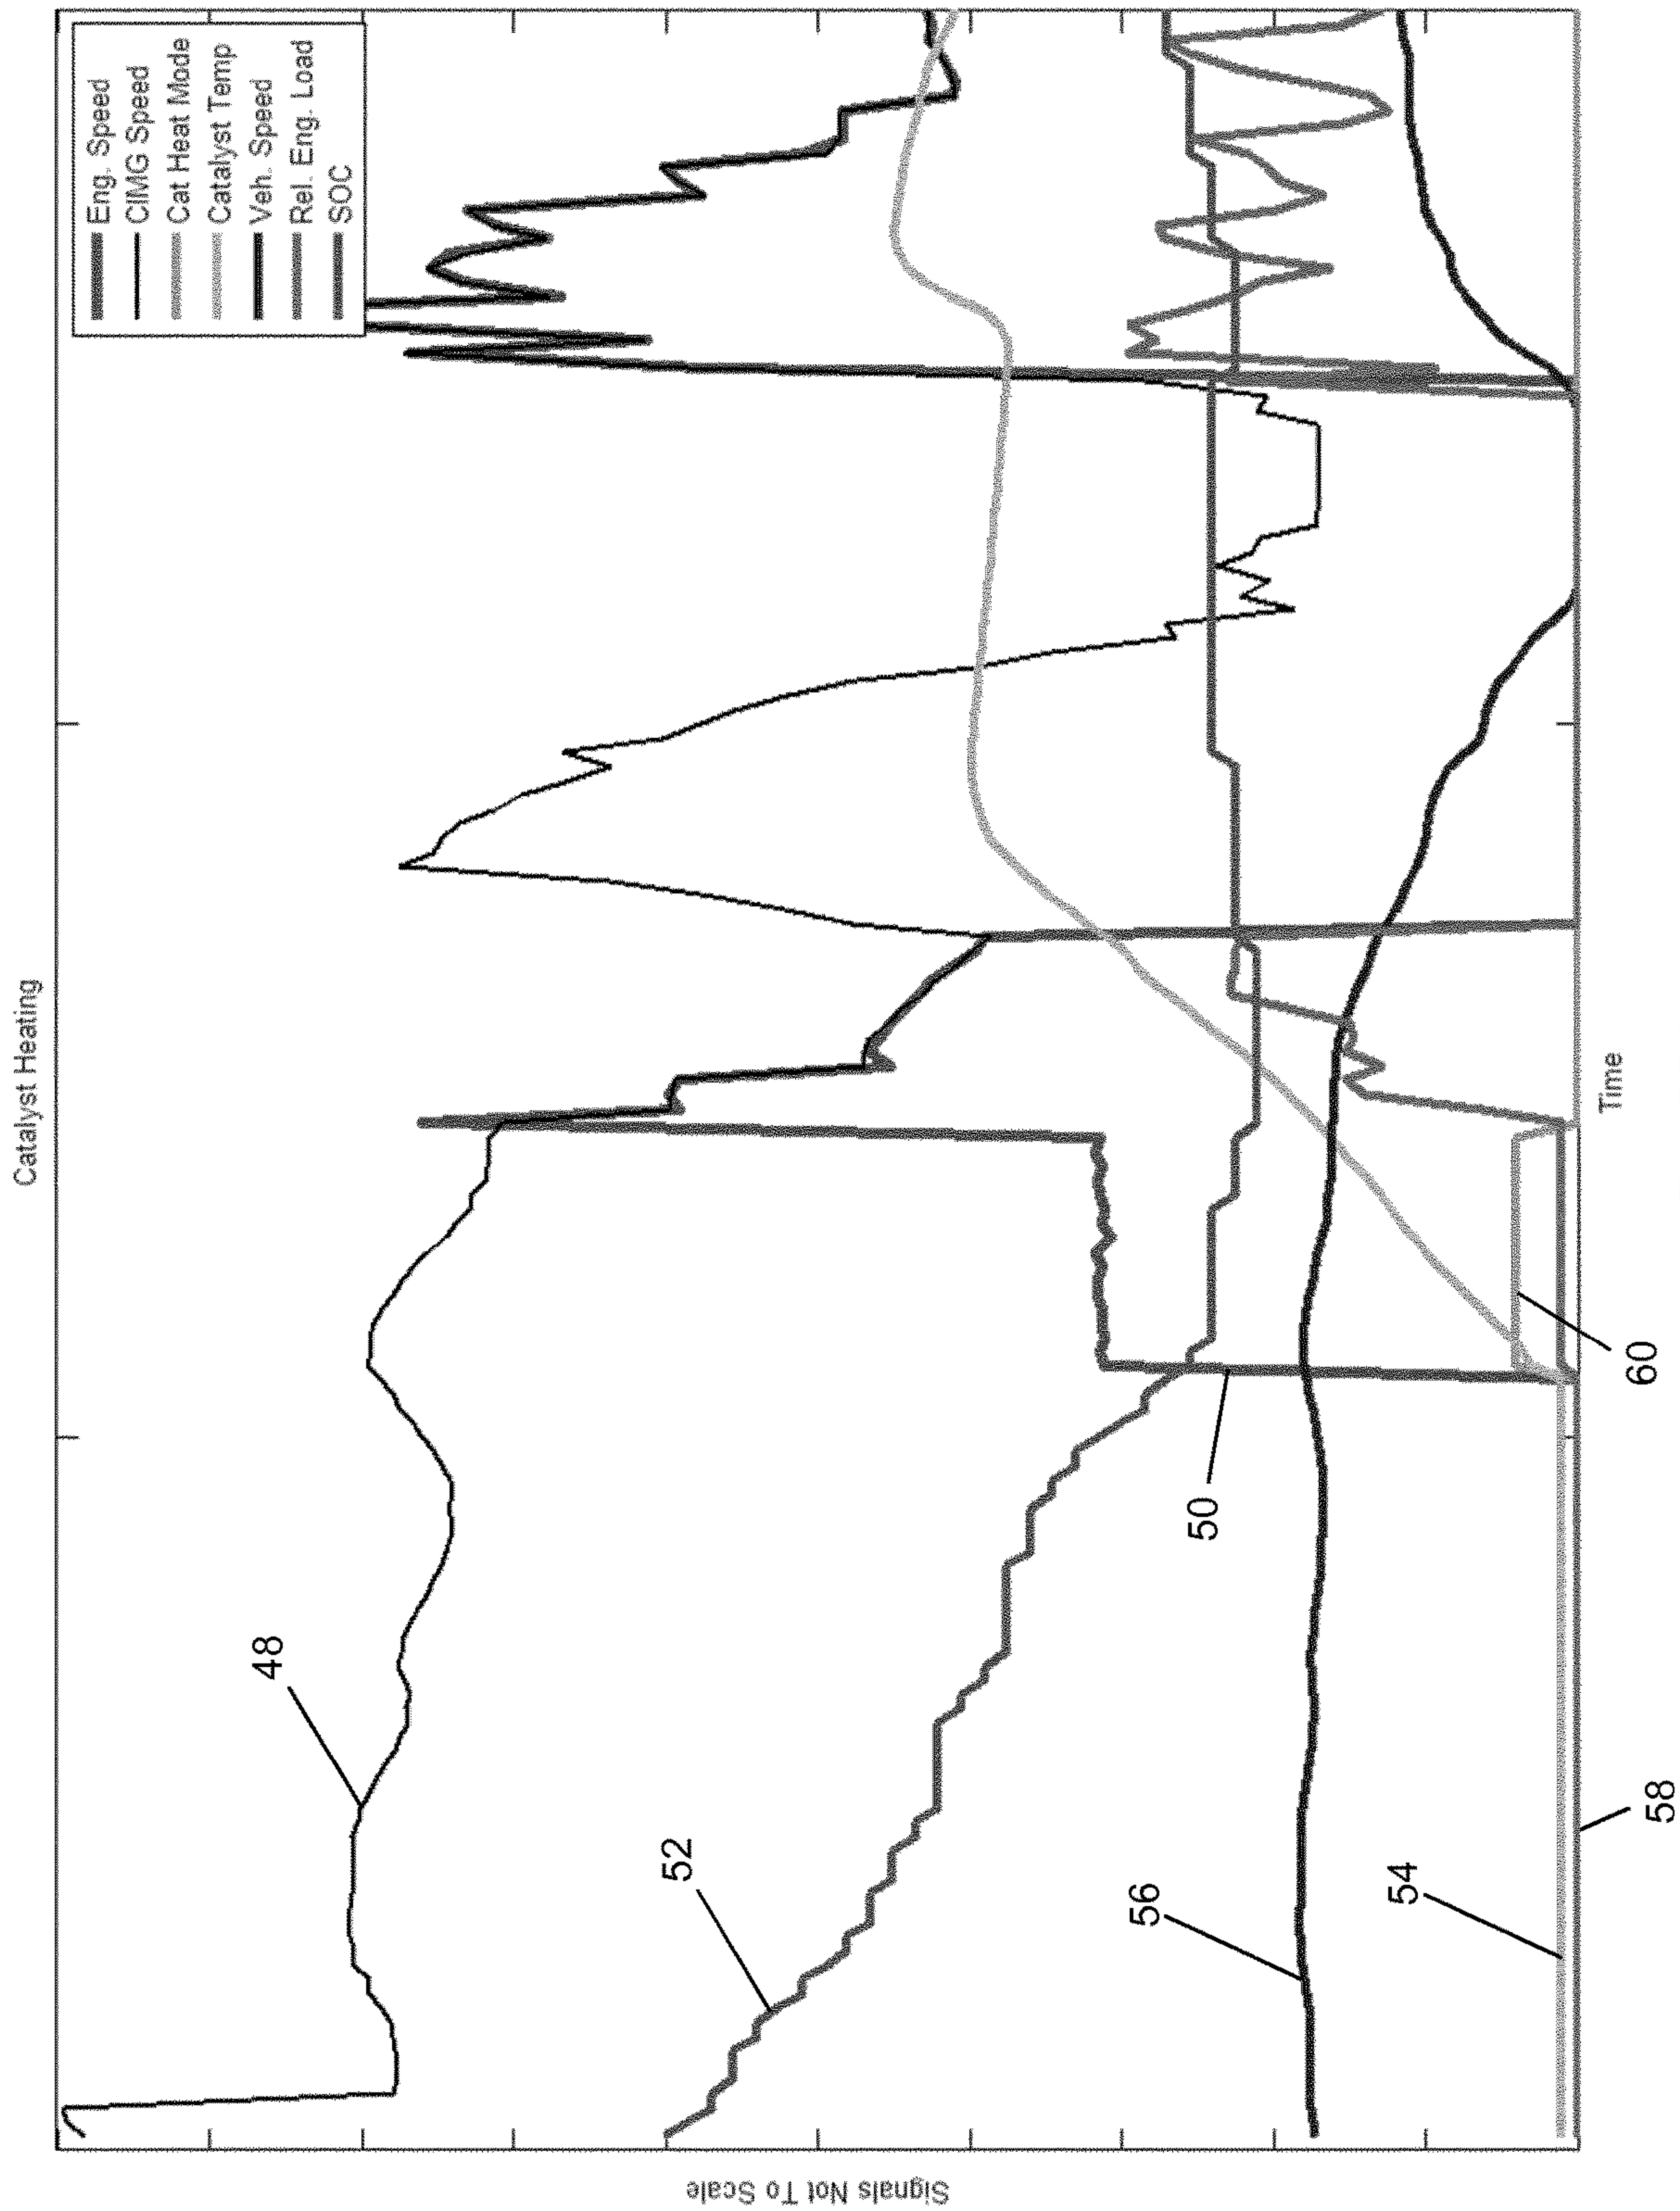 Catalyst Heating
Eng. Speed
CIMG Speed
Cat Heat Mode
Catalyst Temp
Veh. Speed
Rel. Eng. Load
SOC
48
52
50
56
54
60
58
Signals Not To Scale
Time